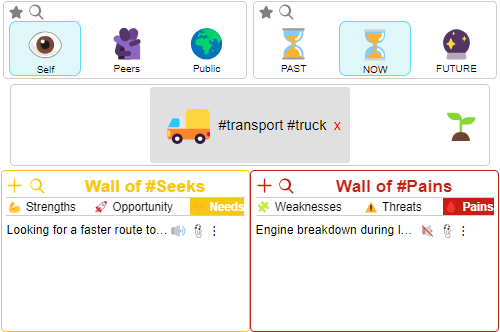 Self Peers Public
PAST NOW FUTURE
#transport #truck x
Wall of #Seeks
Strengths Opportunity Needs
Looking for a faster route to...
Wall of #Pains
Weaknesses Threats Pains
Engine breakdown during l...